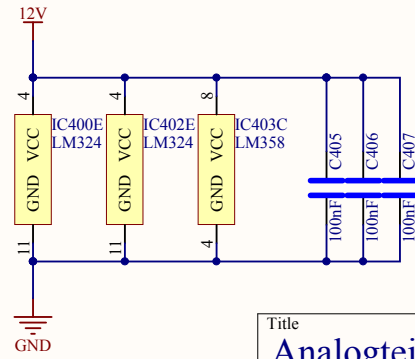 12V
4
4
8
IC400E
LM324
IC402E
LM324
IC403C
LM358
GND VCC
GND VCC
GND VCC
C405
C406
C407
100nF
100nF
100nF
11
11
4
GND
Title
Analogtei